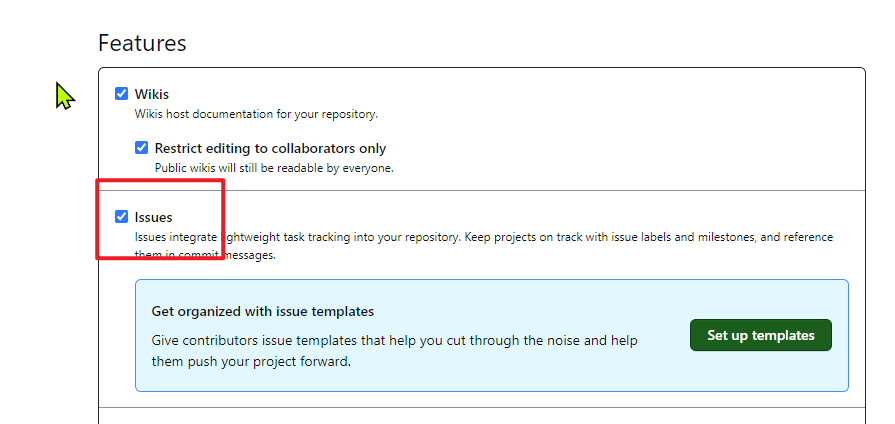 Features
Wikis
Wikis host documentation for your repository.
Restrict editing to collaborators only
Public wikis will still be readable by everyone.
Issues
Issues integrate lightweight task tracking into your repository. Keep projects on track with issue labels and milestones, and reference
them in commit messages.
Get organized with issue templates
Give contributors issue templates that help you cut through the noise and help
them push your project forward.
Set up templates